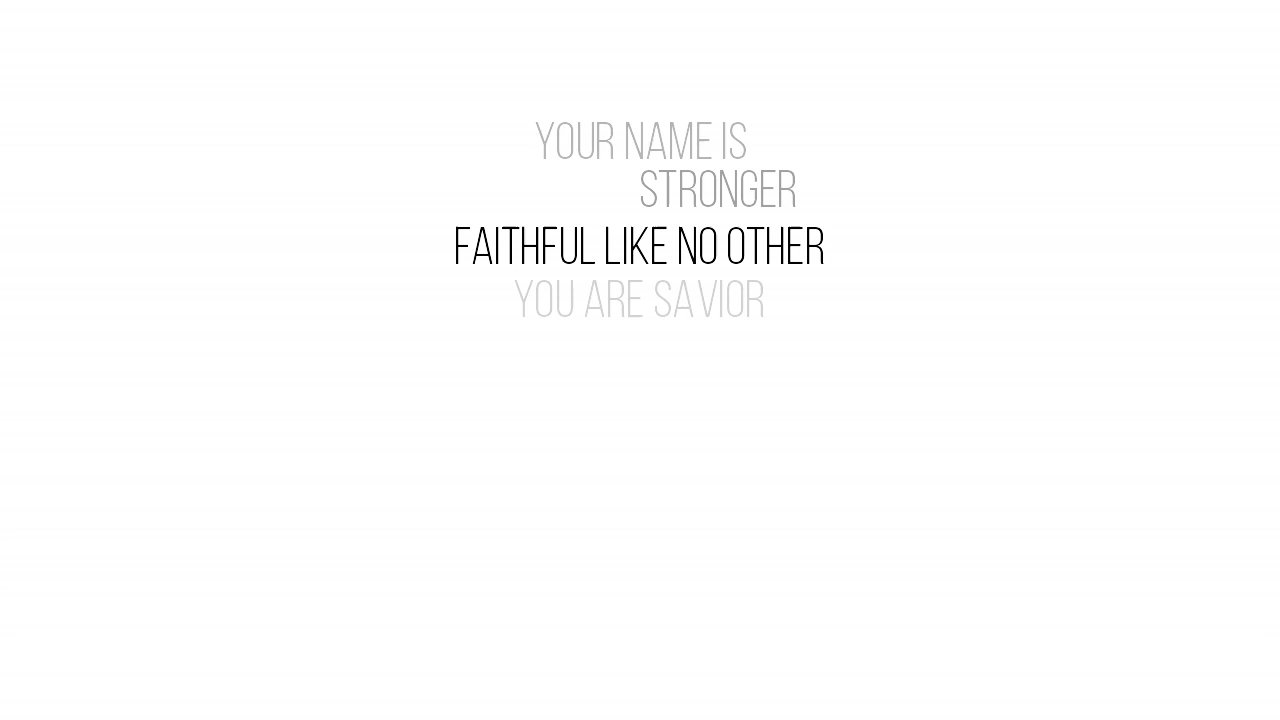 YOUR NAME IS
STRONGER
FAITHFUL LIKE NO OTHER
YOU ARE SAVIOR